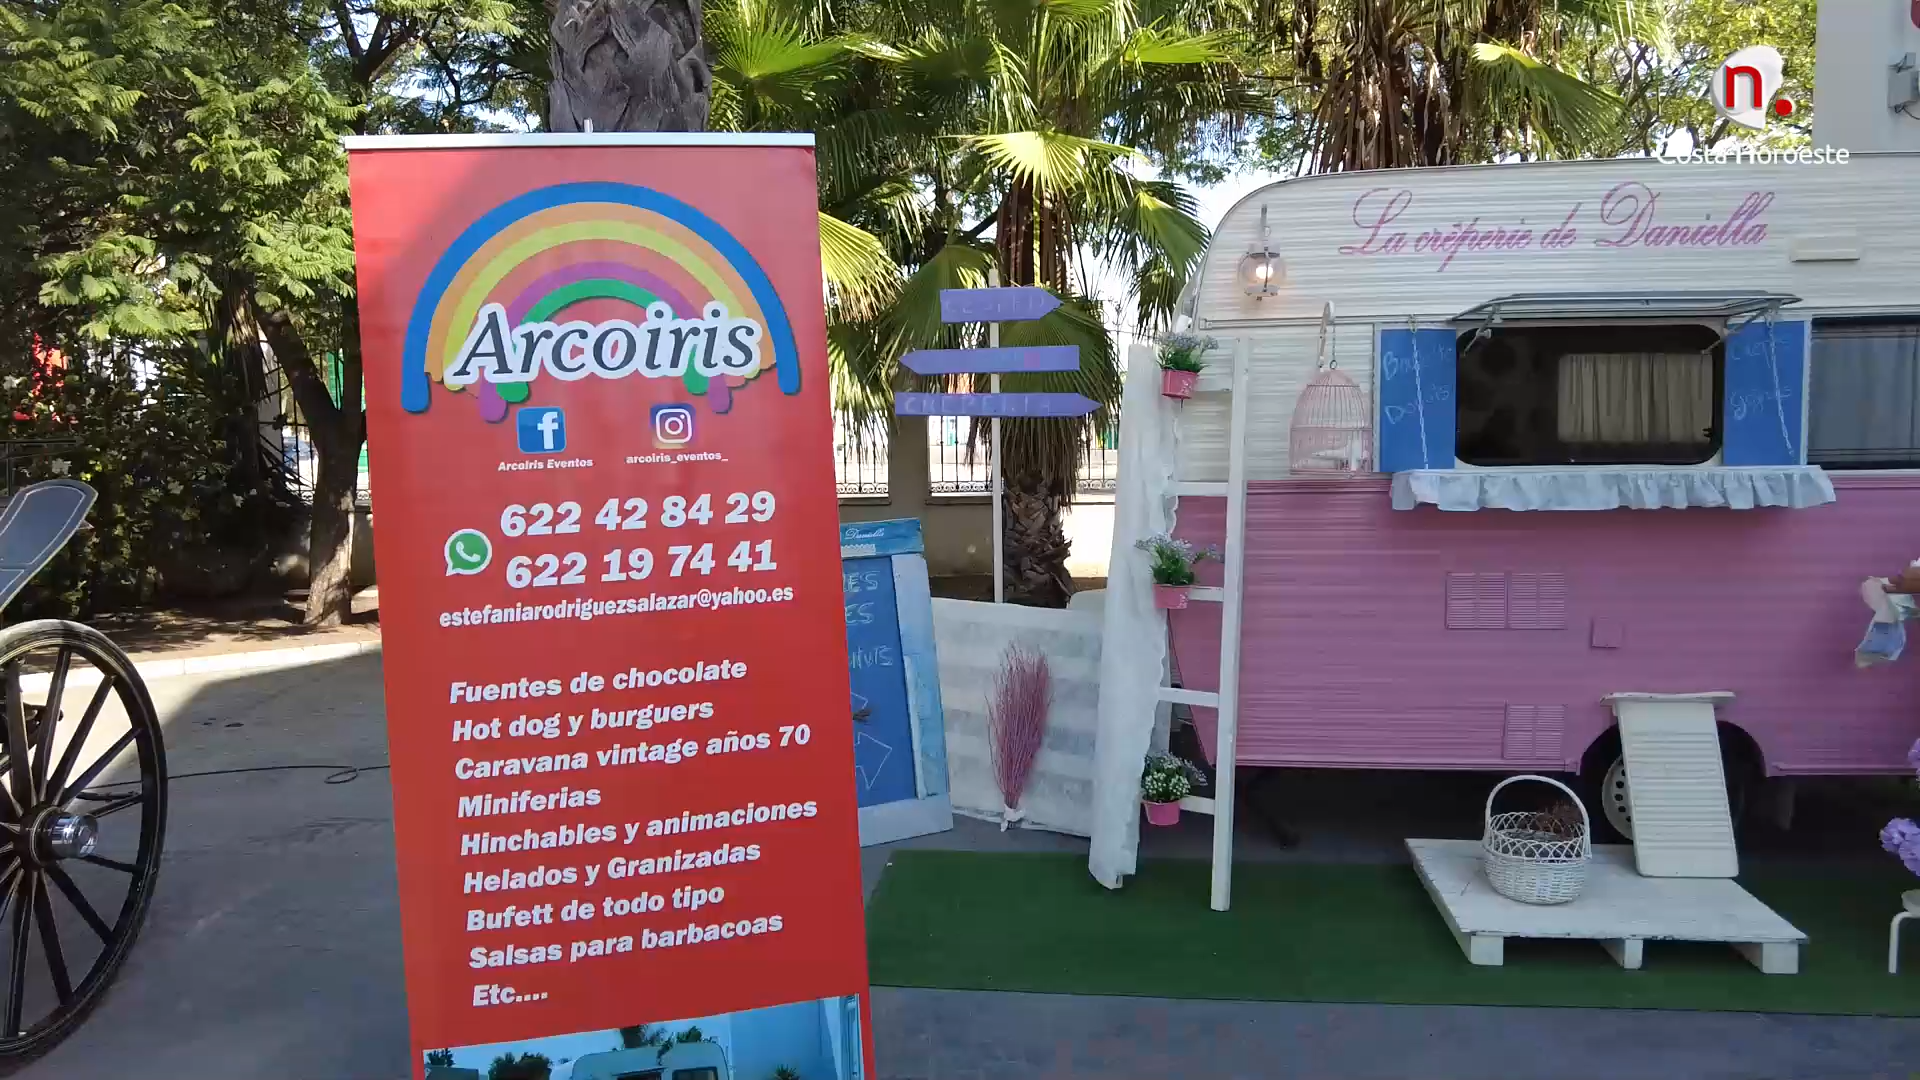 n.
Costa Noroeste
La crêperie de Daniella
Arcoiris
Arcoiris Eventos
arcoiris_eventos_
622 42 84 29
622 19 74 41
estefaniarodriguezsalazar@yahoo.es
Fuentes de chocolate
Hot dog y burguers
Caravana vintage años 70
Miniferias
Hinchables y animaciones
Helados y Granizadas
Bufett de todo tipo
Salsas para barbacoas
Etc....
Daniella